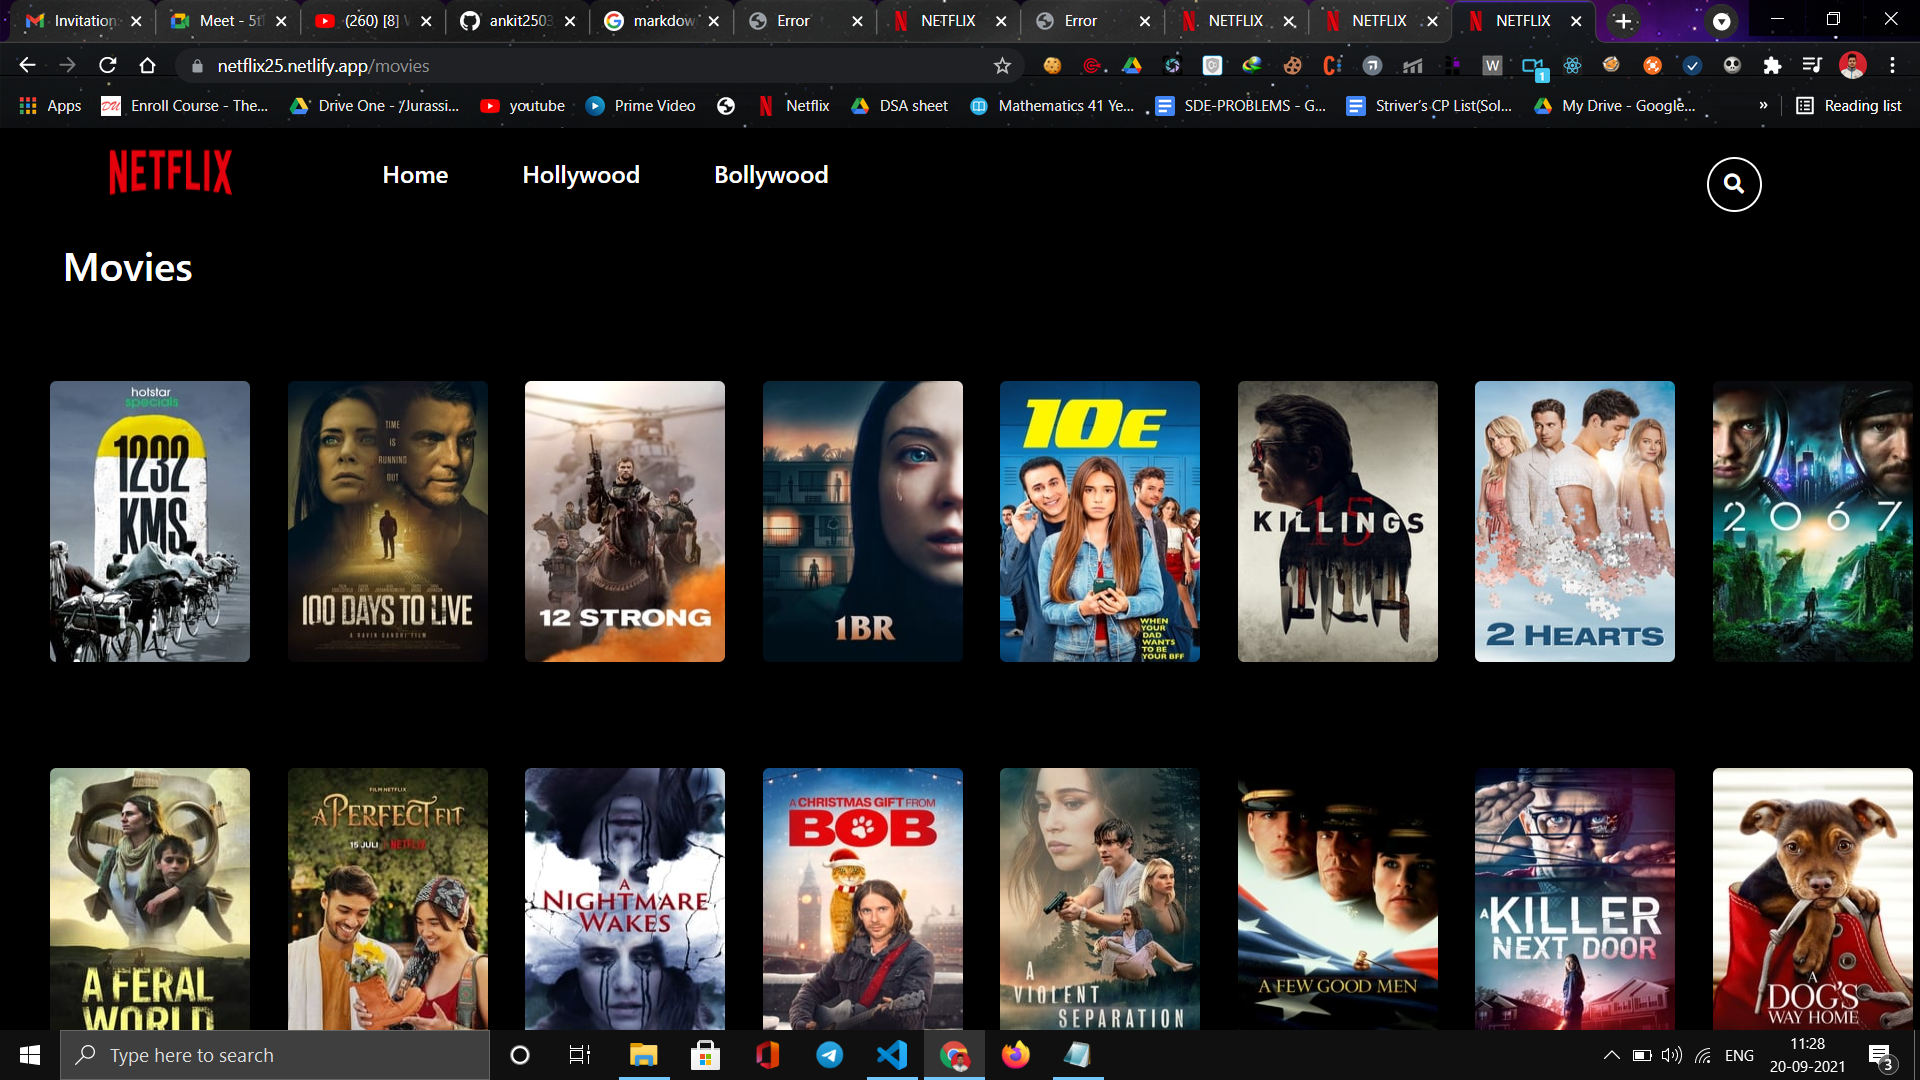 Invitation:
Meet - 5th
(260) [8] W
ankit2503
markdow
Error
NETFLIX
Error
NETFLIX
NETFLIX
NETFLIX
netflix25.netlify.app/movies
1
Apps
DU
Enroll Course - The...
Drive One - /Jurassi...
youtube
Prime Video
Netflix
DSA sheet
Mathematics 41 Ye...
SDE-PROBLEMS - G...
Striver's CP List(Sol...
My Drive - Google...
»
Reading list
NETFLIX
Home
Hollywood
Bollywood
Movies
hotstar
specials
1232
KMS
TIME
IS
RUNNING
OUT
100 DAYS TO LIVE
A RAVIN GANDHI FILM
12 STRONG
1BR
10E
WHEN
YOUR
DAD
WANTS
TO BE
YOUR BFF
15
KILLINGS
2 HEARTS
2067
A FERAL
WORLD
FILM NETFLIX
A PERFECT FIT
15 JULI
NETFLIX
A
NIGHTMARE
WAKES
A CHRISTMAS GIFT FROM
BOB
A
VIOLENT
SEPARATION
A FEW GOOD MEN
A
KILLER
NEXT DOOR
A
DOG'S
WAY HOME
Type here to search
ENG
11:28
20-09-2021
3